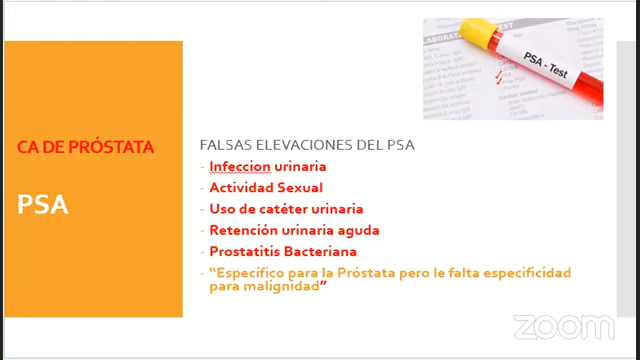 PSA - Test
CA DE PRÓSTATA
PSA
FALSAS ELEVACIONES DEL PSA
- Infeccion urinaria
- Actividad Sexual
- Uso de catéter urinaria
- Retención urinaria aguda
- Prostatitis Bacteriana
- “Específico para la Próstata pero le falta especificidad
para malignidad”
zoom